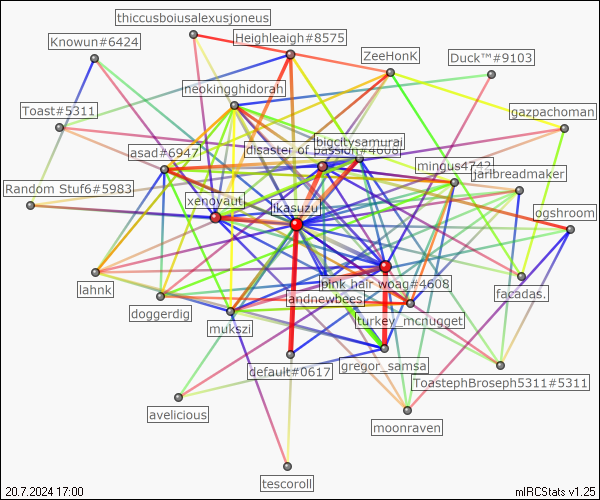 thiccusboiusalexusjoneus
Knowun#6424
Heighleaigh#8575
ZeeHonK
Duck™#9103
neokingghidorah
Toast#5311
gazpachoman
bigcitysamurai
disaster of passion#4608
asad#6947
mingus4742
jarlbreadmaker
Random Stuf6#5983
xenoyaut
ikasuzu
ogshroom
lahnk
pink hair woag#4608
facadas.
andnewbees
doggerdig
turkey_mcnugget
mukszi
default#0617
gregor_samsa
ToastephBroseph5311#5311
avelicious
moonraven
tescoroll
20.7.2024 17:00
mIRCStats v1.25